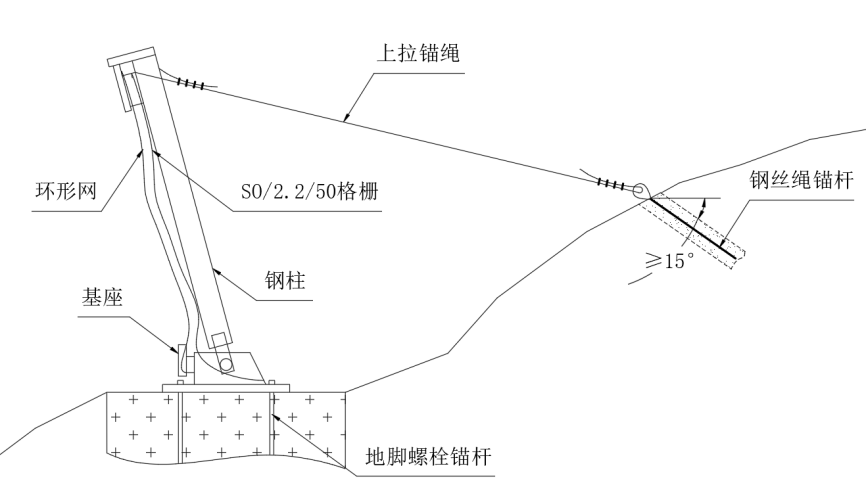 上拉锚绳
环形网
SO/2.2/50格栅
钢丝绳锚杆
≥15°
钢柱
基座
地脚螺栓锚杆